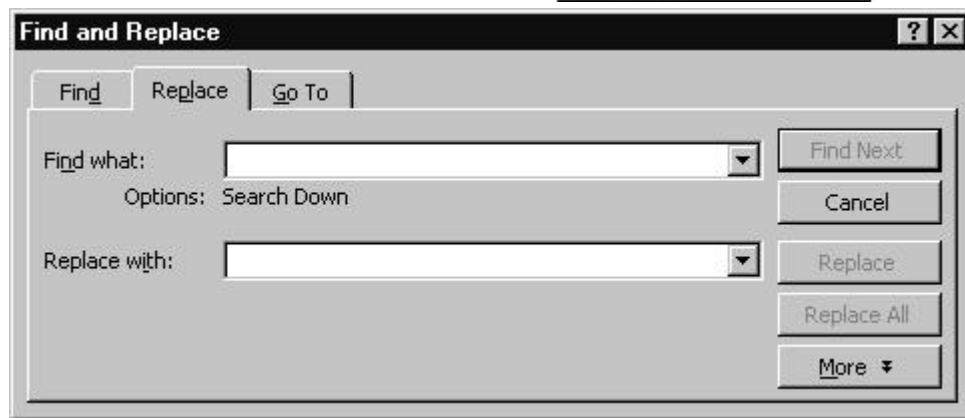 Find and Replace
Find Replace Go To
Find what: Find Next
Options: Search Down Cancel
Replace with: Replace
Replace All
More